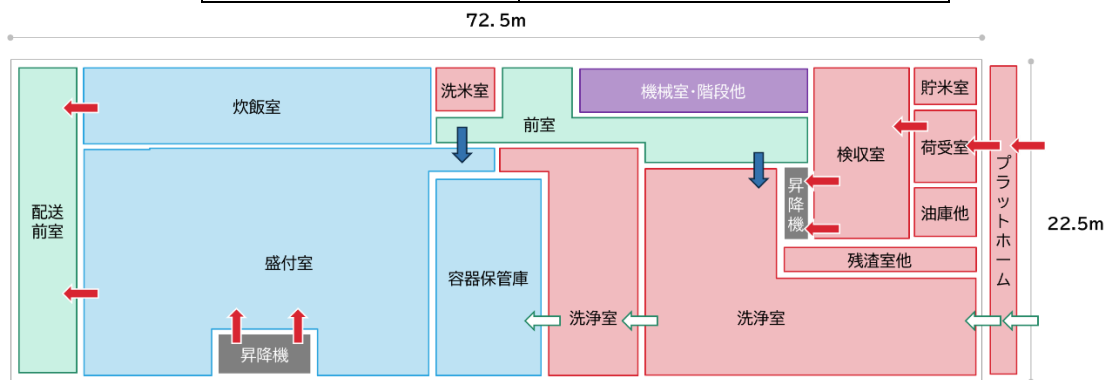 72.5m
炊飯室
洗米室
前室
機械室・階段他
検収室
貯米室
荷受室
油庫他
プラットホーム
22.5m
昇降機
残渣室他
配送
前室
盛付室
容器保管庫
洗浄室
洗浄室
昇降機